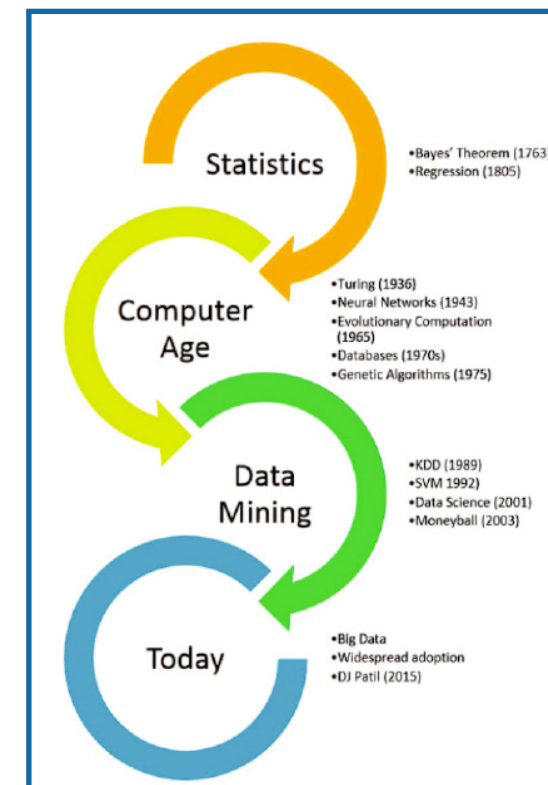 Statistics
•Bayes' Theorem (1763)
•Regression (1805)
Computer
Age
•Turing (1936)
•Neural Networks (1943)
•Evolutionary Computation
(1965)
•Databases (1970s)
•Genetic Algorithms (1975)
Data
Mining
•KDD (1989)
•SVM 1992)
•Data Science (2001)
•Moneyball (2003)
Today
•Big Data
•Widespread adoption
•DJ Patil (2015)